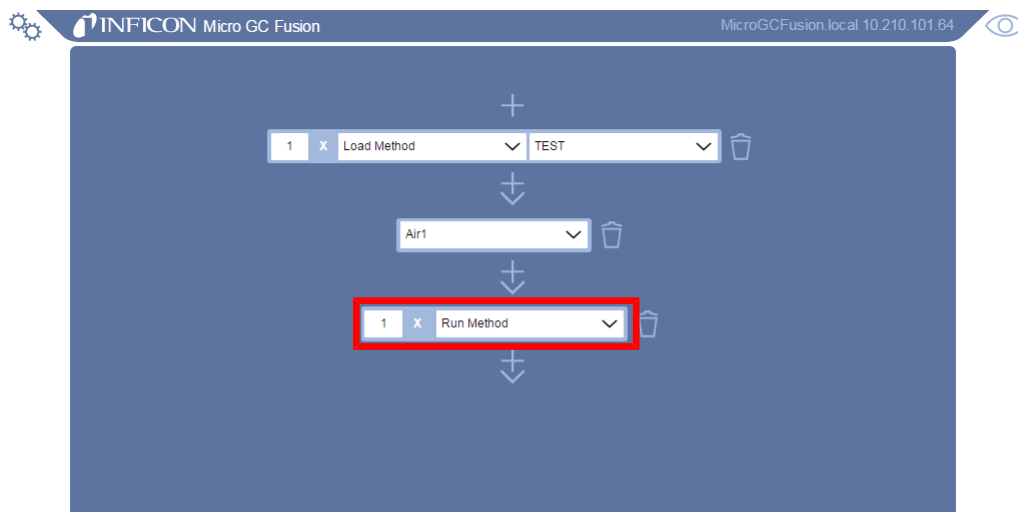 INFICON Micro GC Fusion MicroGCFusion.local 10.210.101.64
1 X Load Method TEST
Air1
1 X Run Method